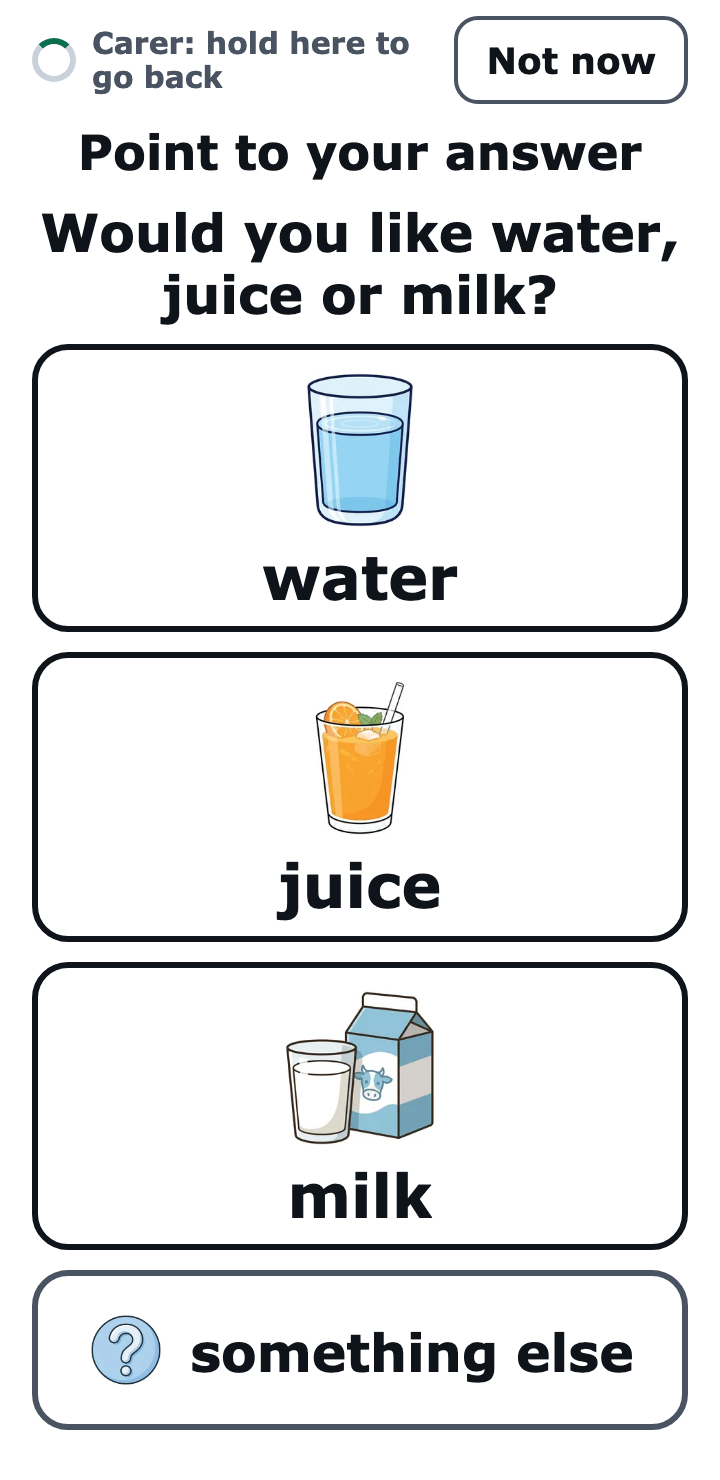 Carer: hold here to
go back
Not now
Point to your answer
Would you like water,
juice or milk?
water
juice
milk
something else